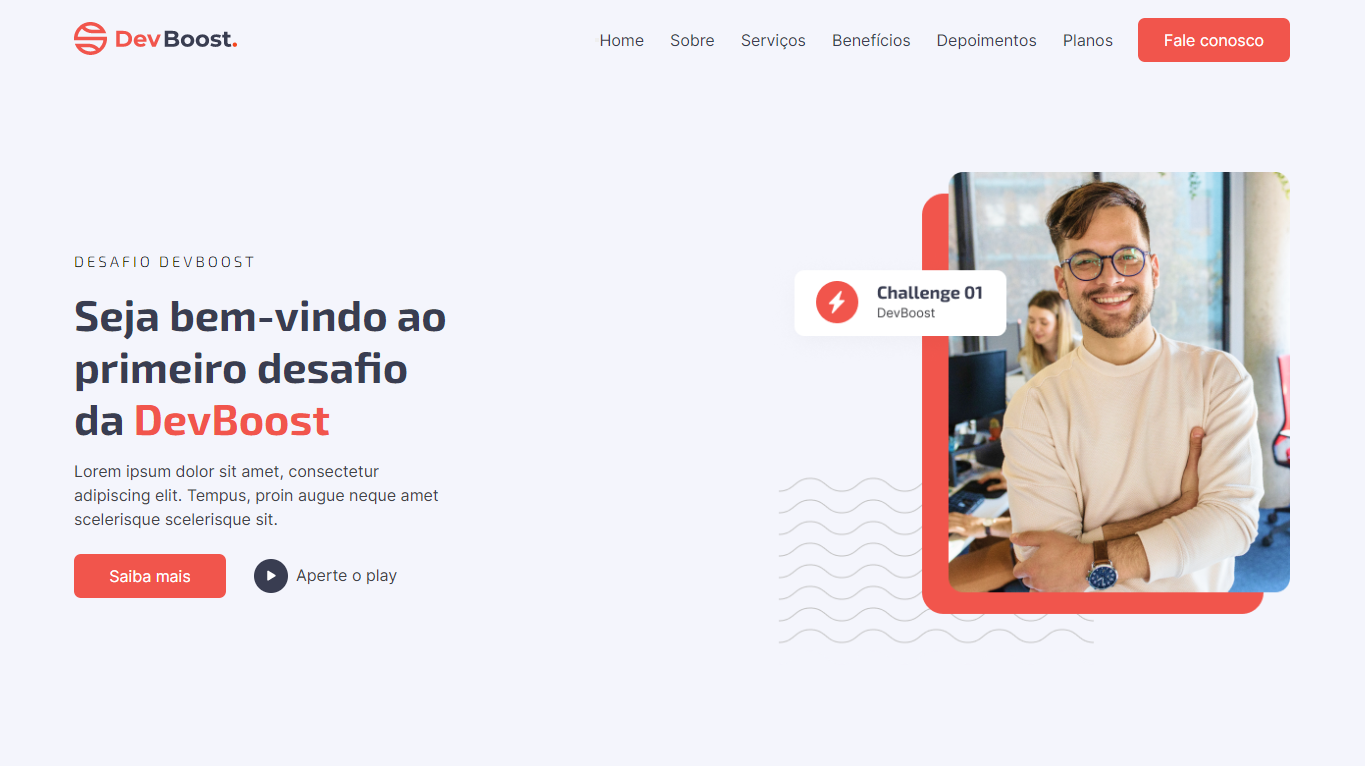 DevBoost.
Home Sobre Serviços Benefícios Depoimentos Planos Fale conosco
DESAFIO DEVBOOST
Seja bem-vindo ao
primeiro desafio
da DevBoost
Lorem ipsum dolor sit amet, consectetur
adipiscing elit. Tempus, proin augue neque amet
scelerisque scelerisque sit.
Saiba mais
Aperte o play
Challenge 01
DevBoost